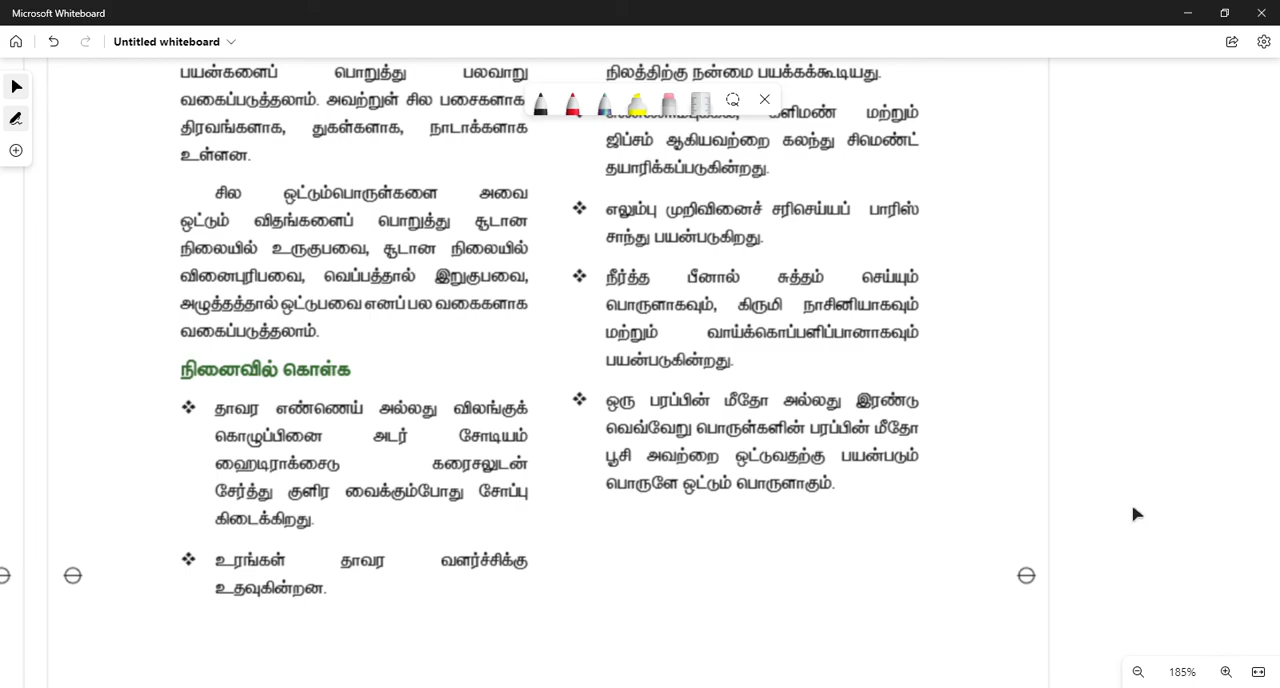 Microsoft Whiteboard
Untitled whiteboard
பயன்களைப் பொறுத்து பலவாறு
வகைப்படுத்தலாம். அவற்றுள் சில பசைகளாக
திரவங்களாக, துகள்களாக, நாடாக்களாக
உள்ளன.
சில ஒட்டும்பொருள்களை அவை
ஒட்டும் விதங்களைப் பொறுத்து சூடான
நிலையில் உருகுபவை, சூடான நிலையில்
வினைபுரிபவை, வெப்பத்தால் இறுகுபவை,
அழுத்தத்தால் ஒட்டுபவை எனப் பல வகைகளாக
வகைப்படுத்தலாம்.
நினைவில் கொள்க
❖ தாவர எண்ணெய் அல்லது விலங்குக்
கொழுப்பினை அடர் சோடியம்
ஹைடிராக்சைடு கரைசலுடன்
சேர்த்து குளிர வைக்கும்போது சோப்பு
கிடைக்கிறது.
❖ உரங்கள் தாவர வளர்ச்சிக்கு
உதவுகின்றன.
நிலத்திற்கு நன்மை பயக்கக்கூடியது.
களிமண் மற்றும்
ஜிப்சம் ஆகியவற்றை கலந்து சிமெண்ட்
தயாரிக்கப்படுகின்றது.
❖ எலும்பு முறிவினைச் சரிசெய்யப் பாரிஸ்
சாந்து பயன்படுகிறது.
❖ நீர்த்த பீனால் சுத்தம் செய்யும்
பொருளாகவும், கிருமி நாசினியாகவும்
மற்றும் வாய்க்கொப்பளிப்பானாகவும்
பயன்படுகின்றது.
❖ ஒரு பரப்பின் மீதோ அல்லது இரண்டு
வெவ்வேறு பொருள்களின் பரப்பின் மீதோ
பூசி அவற்றை ஒட்டுவதற்கு பயன்படும்
பொருளே ஒட்டும் பொருளாகும்.
185%